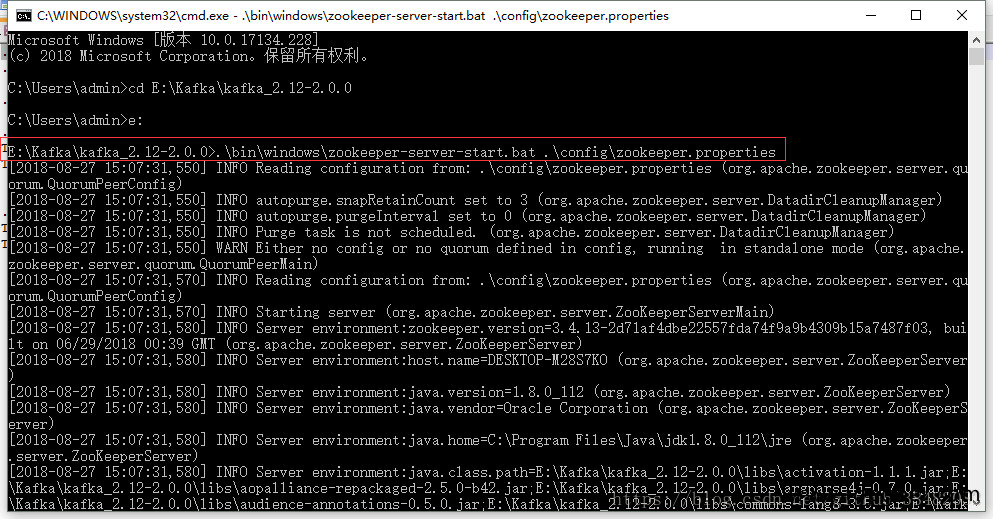 C:\WINDOWS\system32\cmd.exe - .\bin\windows\zookeeper-server-start.bat .\config\zookeeper.properties
Microsoft Windows [版本 10.0.17134.228]
(c) 2018 Microsoft Corporation。保留所有权利。
C:\Users\admin>cd E:\Kafka\kafka_2.12-2.0.0
C:\Users\admin>e:
E:\Kafka\kafka_2.12-2.0.0>.\bin\windows\zookeeper-server-start.bat .\config\zookeeper.properties
[2018-08-27 15:07:31,550] INFO Reading configuration from: .\config\zookeeper.properties (org.apache.zookeeper.server.qu
orum.QuorumPeerConfig)
[2018-08-27 15:07:31,550] INFO autopurge.snapRetainCount set to 3 (org.apache.zookeeper.server.DatadirCleanupManager)
[2018-08-27 15:07:31,550] INFO autopurge.purgeInterval set to 0 (org.apache.zookeeper.server.DatadirCleanupManager)
[2018-08-27 15:07:31,550] INFO Purge task is not scheduled. (org.apache.zookeeper.server.DatadirCleanupManager)
[2018-08-27 15:07:31,550] WARN Either no config or no quorum defined in config, running  in standalone mode (org.apache.
zookeeper.server.quorum.QuorumPeerMain)
[2018-08-27 15:07:31,570] INFO Reading configuration from: .\config\zookeeper.properties (org.apache.zookeeper.server.qu
orum.QuorumPeerConfig)
[2018-08-27 15:07:31,570] INFO Starting server (org.apache.zookeeper.server.ZooKeeperServerMain)
[2018-08-27 15:07:31,580] INFO Server environment:zookeeper.version=3.4.13-2d71af4dbe22557fda74f9a9b4309b15a7487f03, bui
lt on 06/29/2018 00:39 GMT (org.apache.zookeeper.server.ZooKeeperServer)
[2018-08-27 15:07:31,580] INFO Server environment:host.name=DESKTOP-M28S7KO (org.apache.zookeeper.server.ZooKeeperServer
)
[2018-08-27 15:07:31,580] INFO Server environment:java.version=1.8.0_112 (org.apache.zookeeper.server.ZooKeeperServer)
[2018-08-27 15:07:31,580] INFO Server environment:java.vendor=Oracle Corporation (org.apache.zookeeper.server.ZooKeeperS
erver)
[2018-08-27 15:07:31,580] INFO Server environment:java.home=C:\Program Files\Java\jdk1.8.0_112\jre (org.apache.zookeeper
.server.ZooKeeperServer)
[2018-08-27 15:07:31,580] INFO Server environment:java.class.path=E:\Kafka\kafka_2.12-2.0.0\libs\activation-1.1.1.jar;E:
\Kafka\kafka_2.12-2.0.0\libs\aopalliance-repackaged-2.5.0-b42.jar;E:\Kafka\kafka_2.12-2.0.0\libs\argparse4j-0.7.0.jar;E:
\Kafka\kafka_2.12-2.0.0\libs\audience-annotations-0.5.0.jar;E:\Kafka\kafka_2.12-2.0.0\libs\commons-lang3-3.5.jar;E:\Kafk